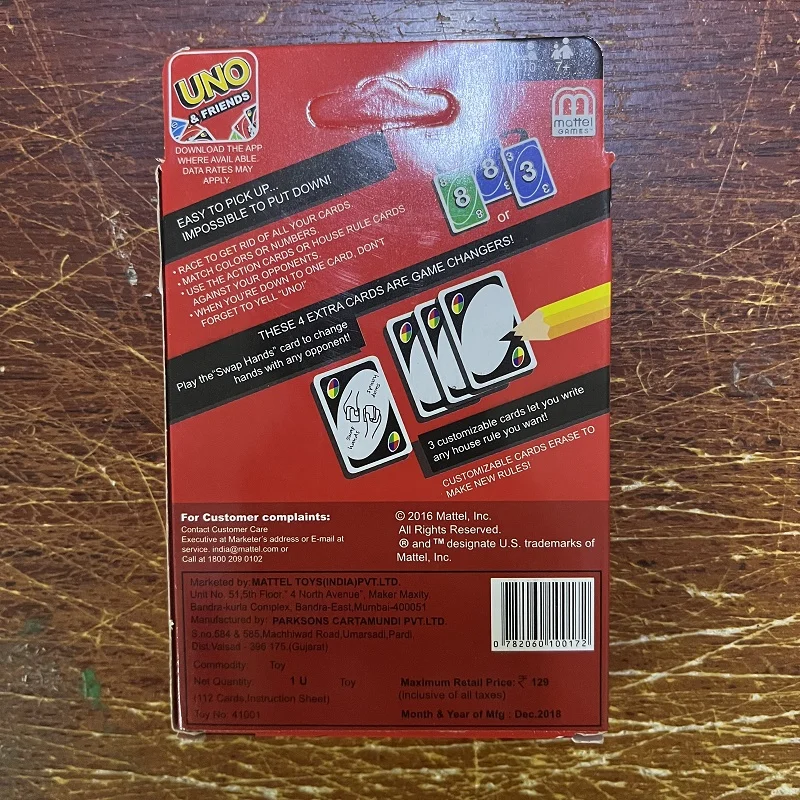 UNO
& FRIENDS
DOWNLOAD THE APP
WHERE AVAILABLE.
DATA RATES MAY
APPLY.
7+
mattel
GAMES
EASY TO PICK UP...
IMPOSSIBLE TO PUT DOWN!
8
8
8
8
3
3
3
or
• RACE TO GET RID OF ALL YOUR CARDS.
• MATCH COLORS OR NUMBERS.
• USE THE ACTION CARDS OR HOUSE RULE CARDS
AGAINST YOUR OPPONENTS.
• WHEN YOU'RE DOWN TO ONE CARD, DON'T
FORGET TO YELL "UNO!"
THESE 4 EXTRA CARDS ARE GAME CHANGERS!
Play the "Swap Hands" card to change
hands with any opponent!
Swap
Hands
Swap
Hands
3 customizable cards let you write
any house rule you want!
CUSTOMIZABLE CARDS ERASE TO
MAKE NEW RULES!
For Customer complaints:
Contact Customer Care
Executive at Marketer's address or E-mail at
service. india@mattel.com or
Call at 1800 209 0102
© 2016 Mattel, Inc.
All Rights Reserved.
® and ™ designate U.S. trademarks of
Mattel, Inc.
Marketed by: MATTEL TOYS(INDIA)PVT.LTD.
Unit No. 51,5th Floor," 4 North Avenue", Maker Maxity,
Bandra-kurla Complex, Bandra-East,Mumbai-400051
Manufactured by: PARKSONS CARTAMUNDI PVT.LTD.
S.no,584 & 585,Machhiwad Road,Umarsadi,Pardi
Dist.Valsad - 396 175,(Gujarat)
Commodity: Toy
Net Quantity 1 U Toy
(112 Cards,Instruction Sheet)
Toy No: 41001
0 782060 100172
Maximum Retail Price: ₹ 129
(inclusive of all taxes)
Month & Year of Mfg : Dec.2018